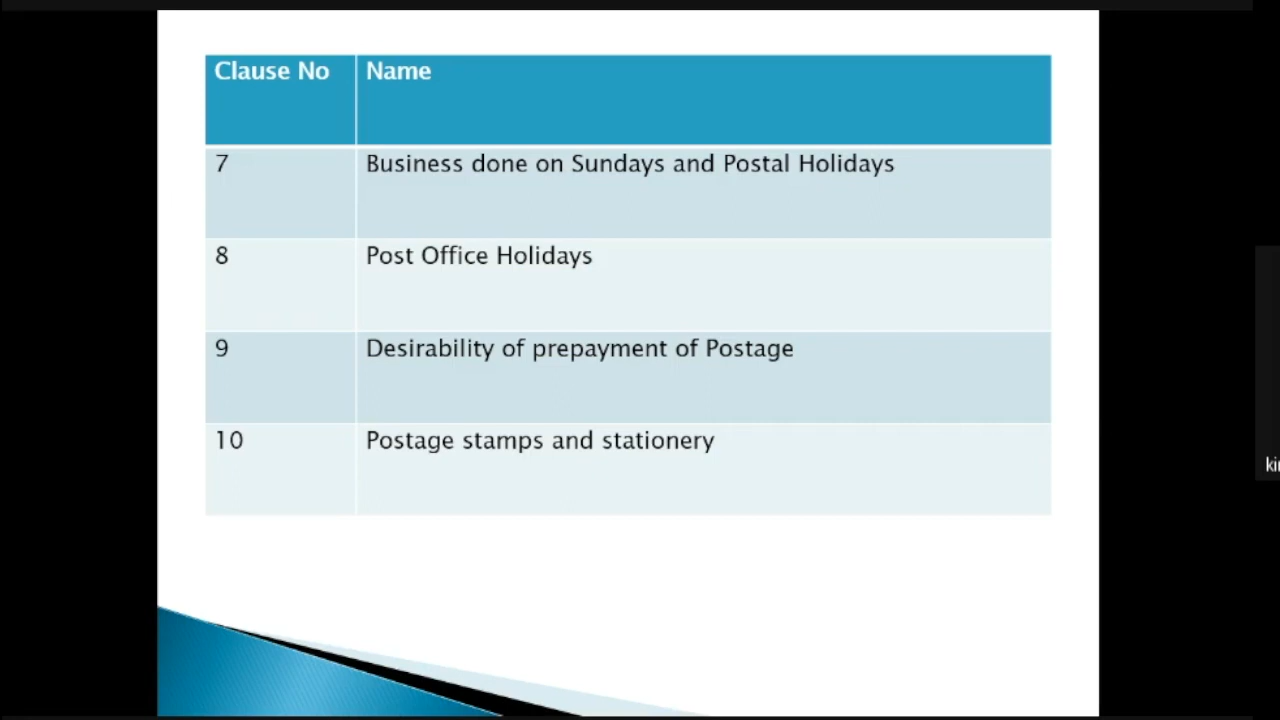 Clause No Name
7 Business done on Sundays and Postal Holidays
8 Post Office Holidays
9 Desirability of prepayment of Postage
10 Postage stamps and stationery